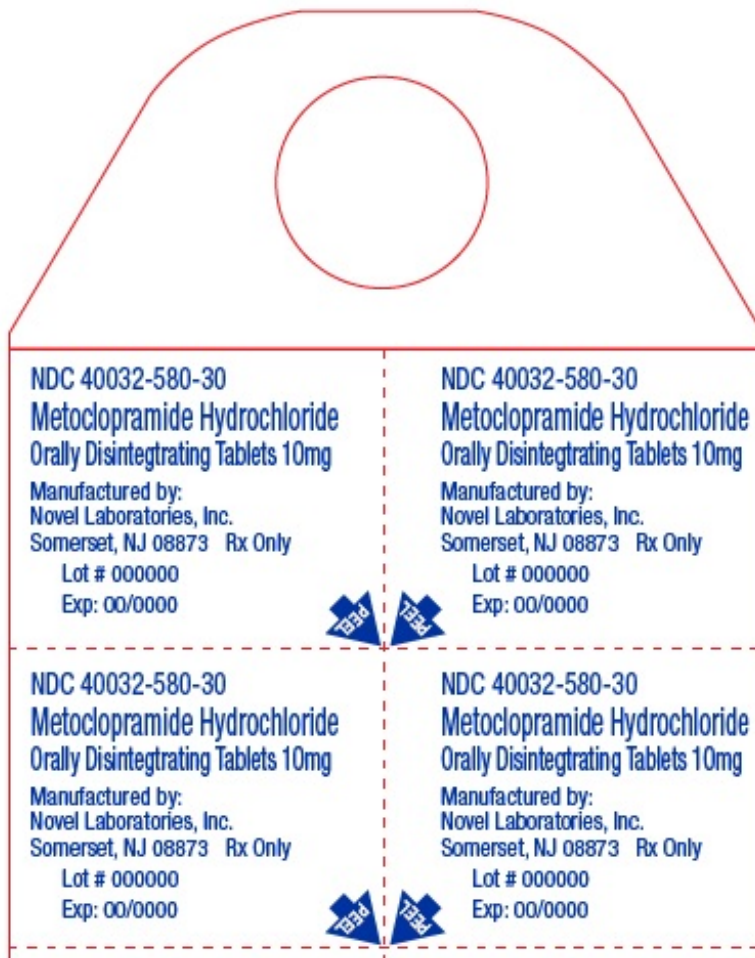 NDC 40032-580-30
Metoclopramide Hydrochloride
Orally Disintegtrating Tablets 10mg
Manufactured by:
Novel Laboratories, Inc.
Somerset, NJ 08873 Rx Only
Lot # 000000
Exp: 00/0000
PEEL
NDC 40032-580-30
Metoclopramide Hydrochloride
Orally Disintegtrating Tablets 10mg
Manufactured by:
Novel Laboratories, Inc.
Somerset, NJ 08873 Rx Only
Lot # 000000
Exp: 00/0000
PEEL
NDC 40032-580-30
Metoclopramide Hydrochloride
Orally Disintegtrating Tablets 10mg
Manufactured by:
Novel Laboratories, Inc.
Somerset, NJ 08873 Rx Only
Lot # 000000
Exp: 00/0000
PEEL
NDC 40032-580-30
Metoclopramide Hydrochloride
Orally Disintegtrating Tablets 10mg
Manufactured by:
Novel Laboratories, Inc.
Somerset, NJ 08873 Rx Only
Lot # 000000
Exp: 00/0000
PEEL